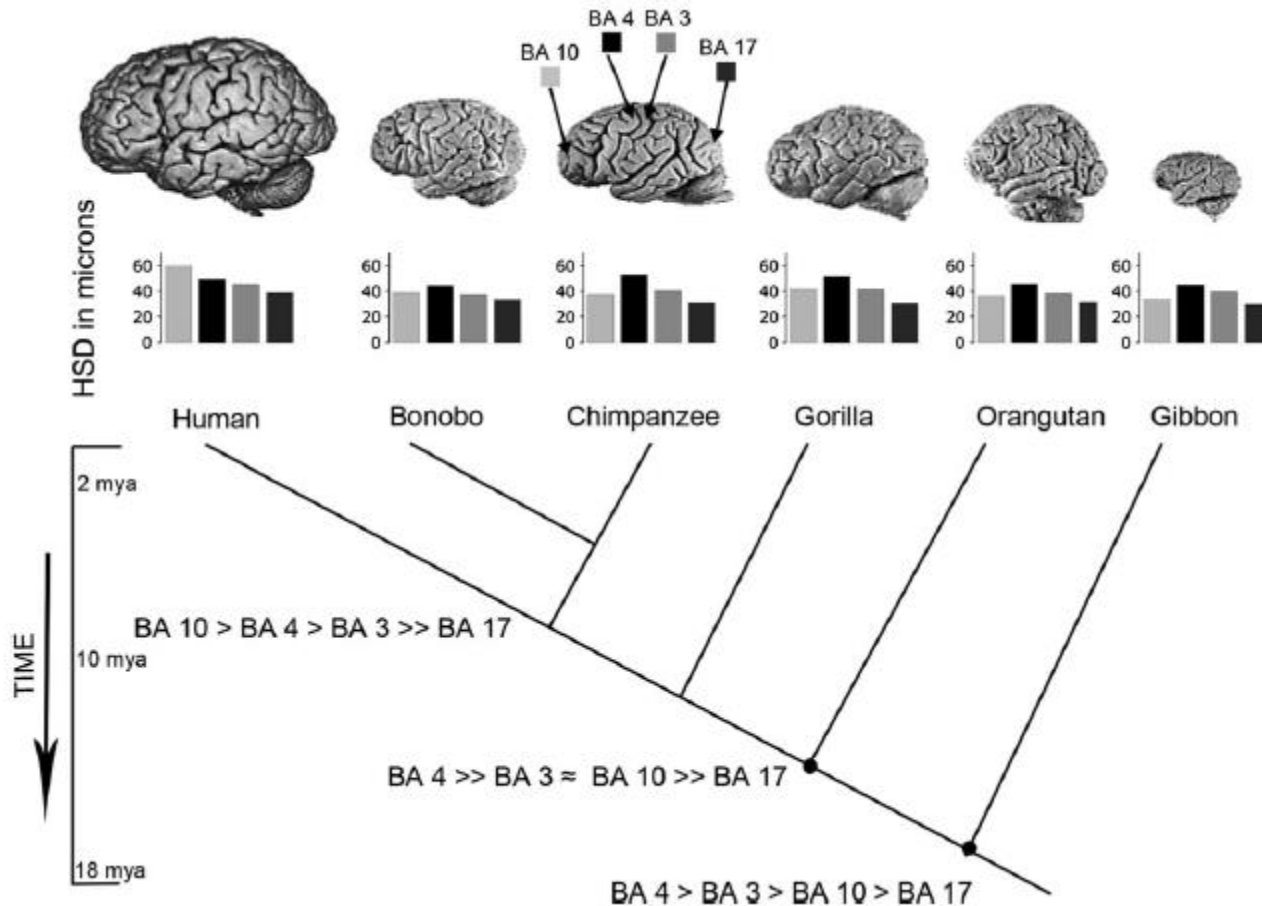 BA 4 BA 3
BA 10 BA 17
HSD in microns
60 60 60 60 60 60
40 40 40 40 40 40
20 20 20 20 20 20
0 0 0 0 0 0
Human Bonobo Chimpanzee Gorilla Orangutan Gibbon
2 mya
BA 10 > BA 4 > BA 3 >> BA 17
10 mya
TIME
BA 4 >> BA 3 ≈ BA 10 >> BA 17
18 mya
BA 4 > BA 3 > BA 10 > BA 17